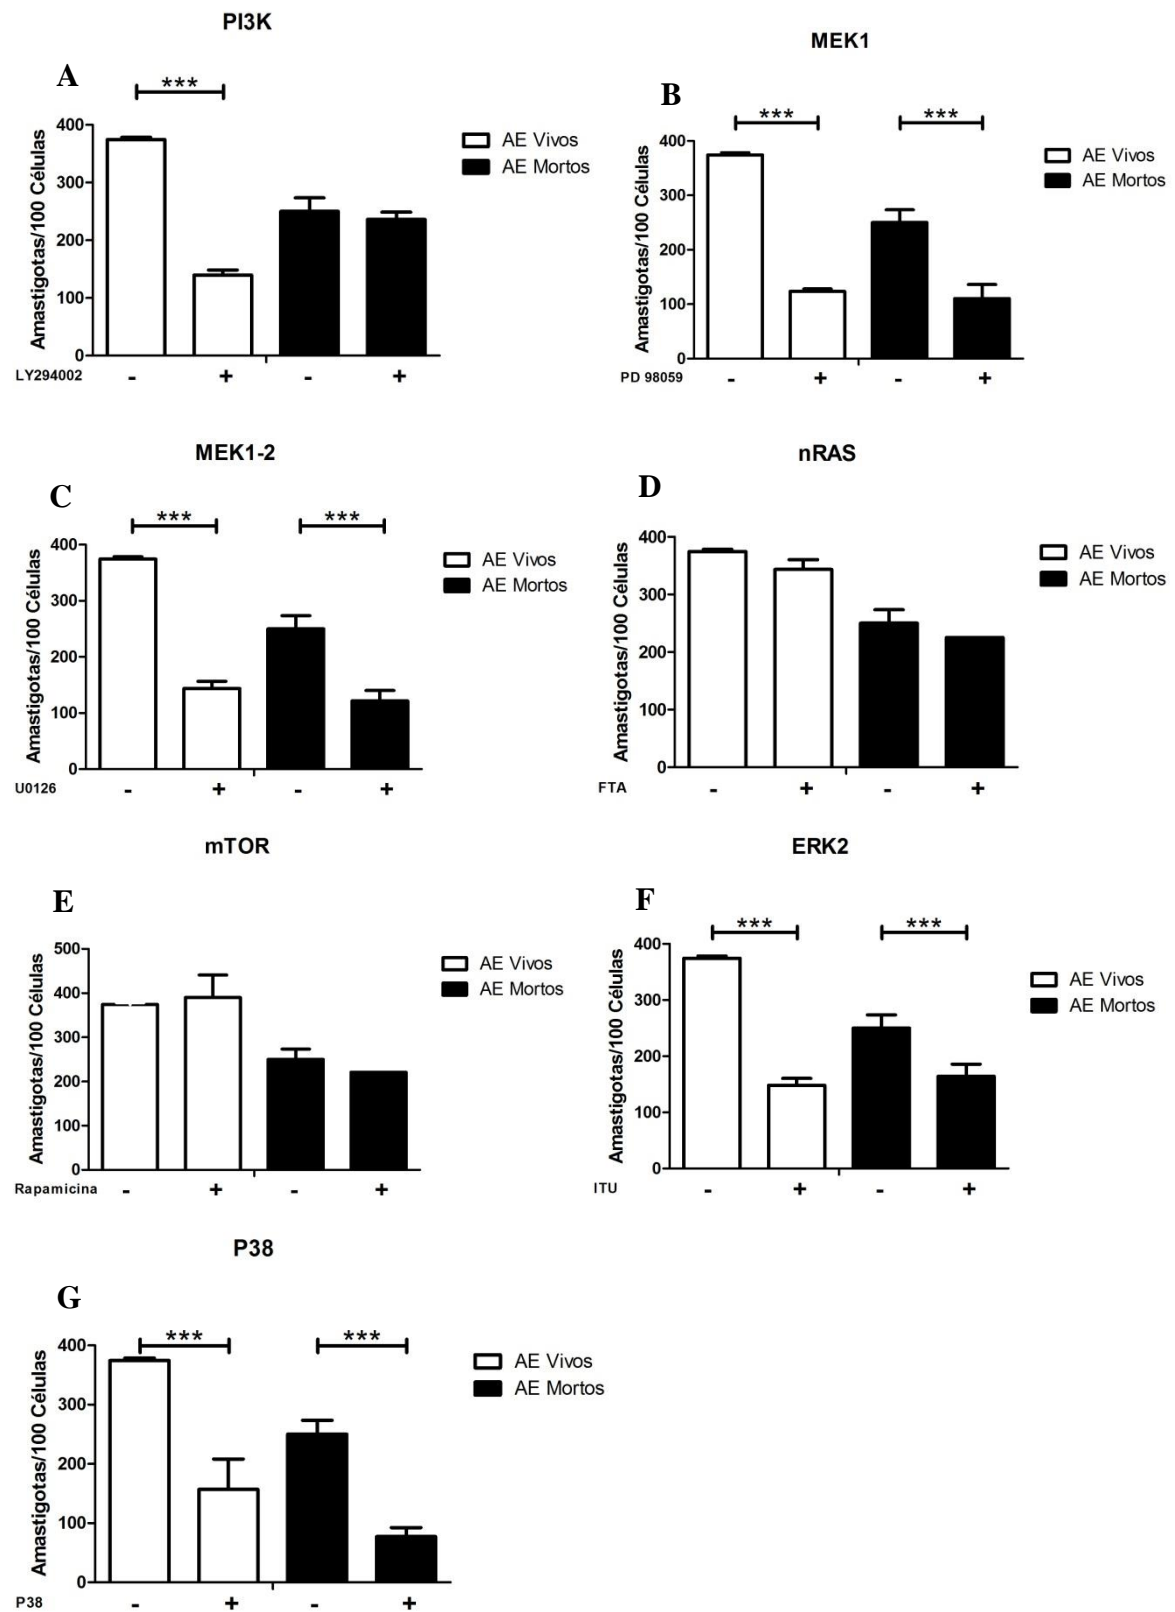 PI3K
A
***
400
300
200
100
0
Amastigotas/100 Células
AE Vivos
AE Mortos
LY294002 - + - +
MEK1
B
*** ***
400
300
200
100
0
Amastigotas/100 Células
AE Vivos
AE Mortos
PD 98059 - + - +
MEK1-2
C
*** ***
400
300
200
100
0
Amastigotas/100 Células
AE Vivos
AE Mortos
U0126 - + - +
nRAS
D
400
300
200
100
0
Amastigotas/100 Células
AE Vivos
AE Mortos
FTA - + - +
mTOR
E
500
400
300
200
100
0
Amastigotas/100 Células
AE Vivos
AE Mortos
Rapamicina - + - +
ERK2
F
*** ***
400
300
200
100
0
Amastigotas/100 Células
AE Vivos
AE Mortos
ITU - + - +
P38
G
*** ***
400
300
200
100
0
Amastigotas/100 Células
AE Vivos
AE Mortos
P38 - + - +